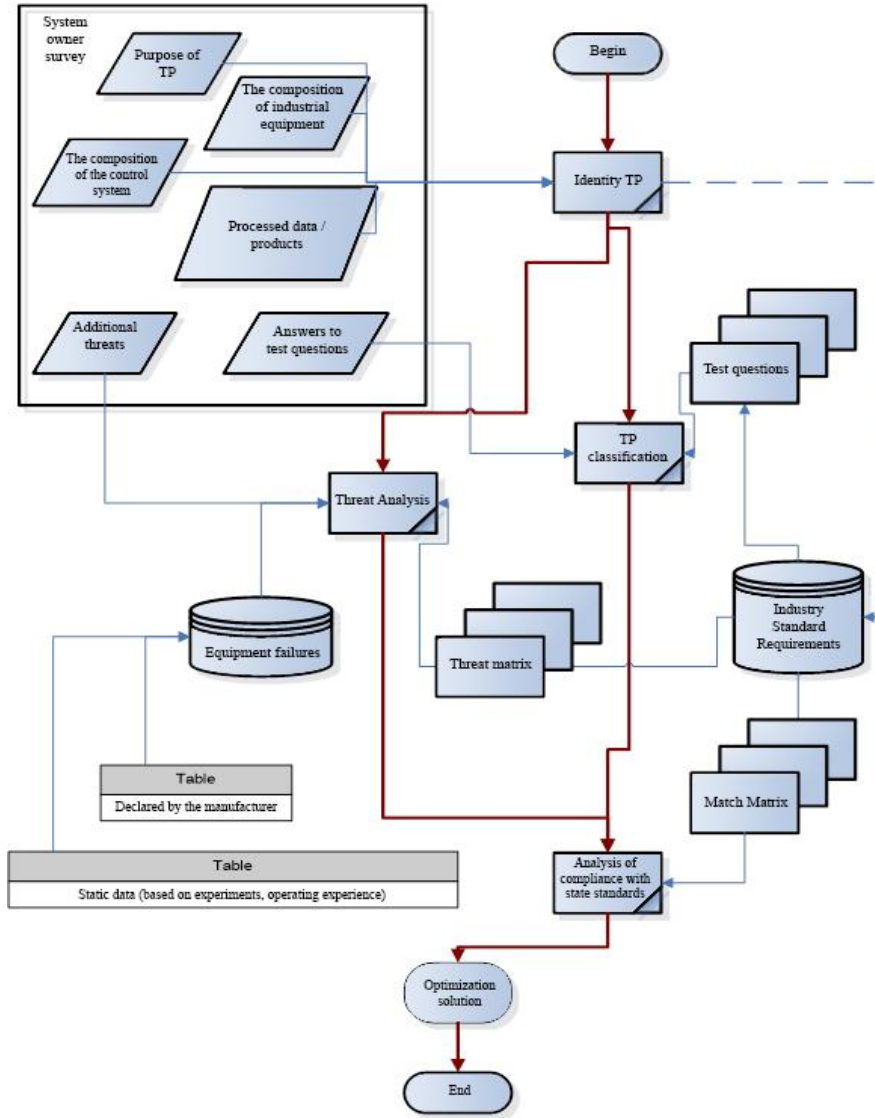 System
owner
survey
Purpose of
TP
The composition
of industrial
equipment
The composition
of the control
system
Processed data /
products
Additional
threats
Answers to
test questions
Begin
Identity TP
Test questions
TP
classification
Threat Analysis
Equipment failures
Threat matrix
Industry
Standard
Requirements
Table
Declared by the manufacturer
Match Matrix
Table
Static data (based on experiments, operating experience)
Analysis of
compliance with
state standards
Optimization
solution
End